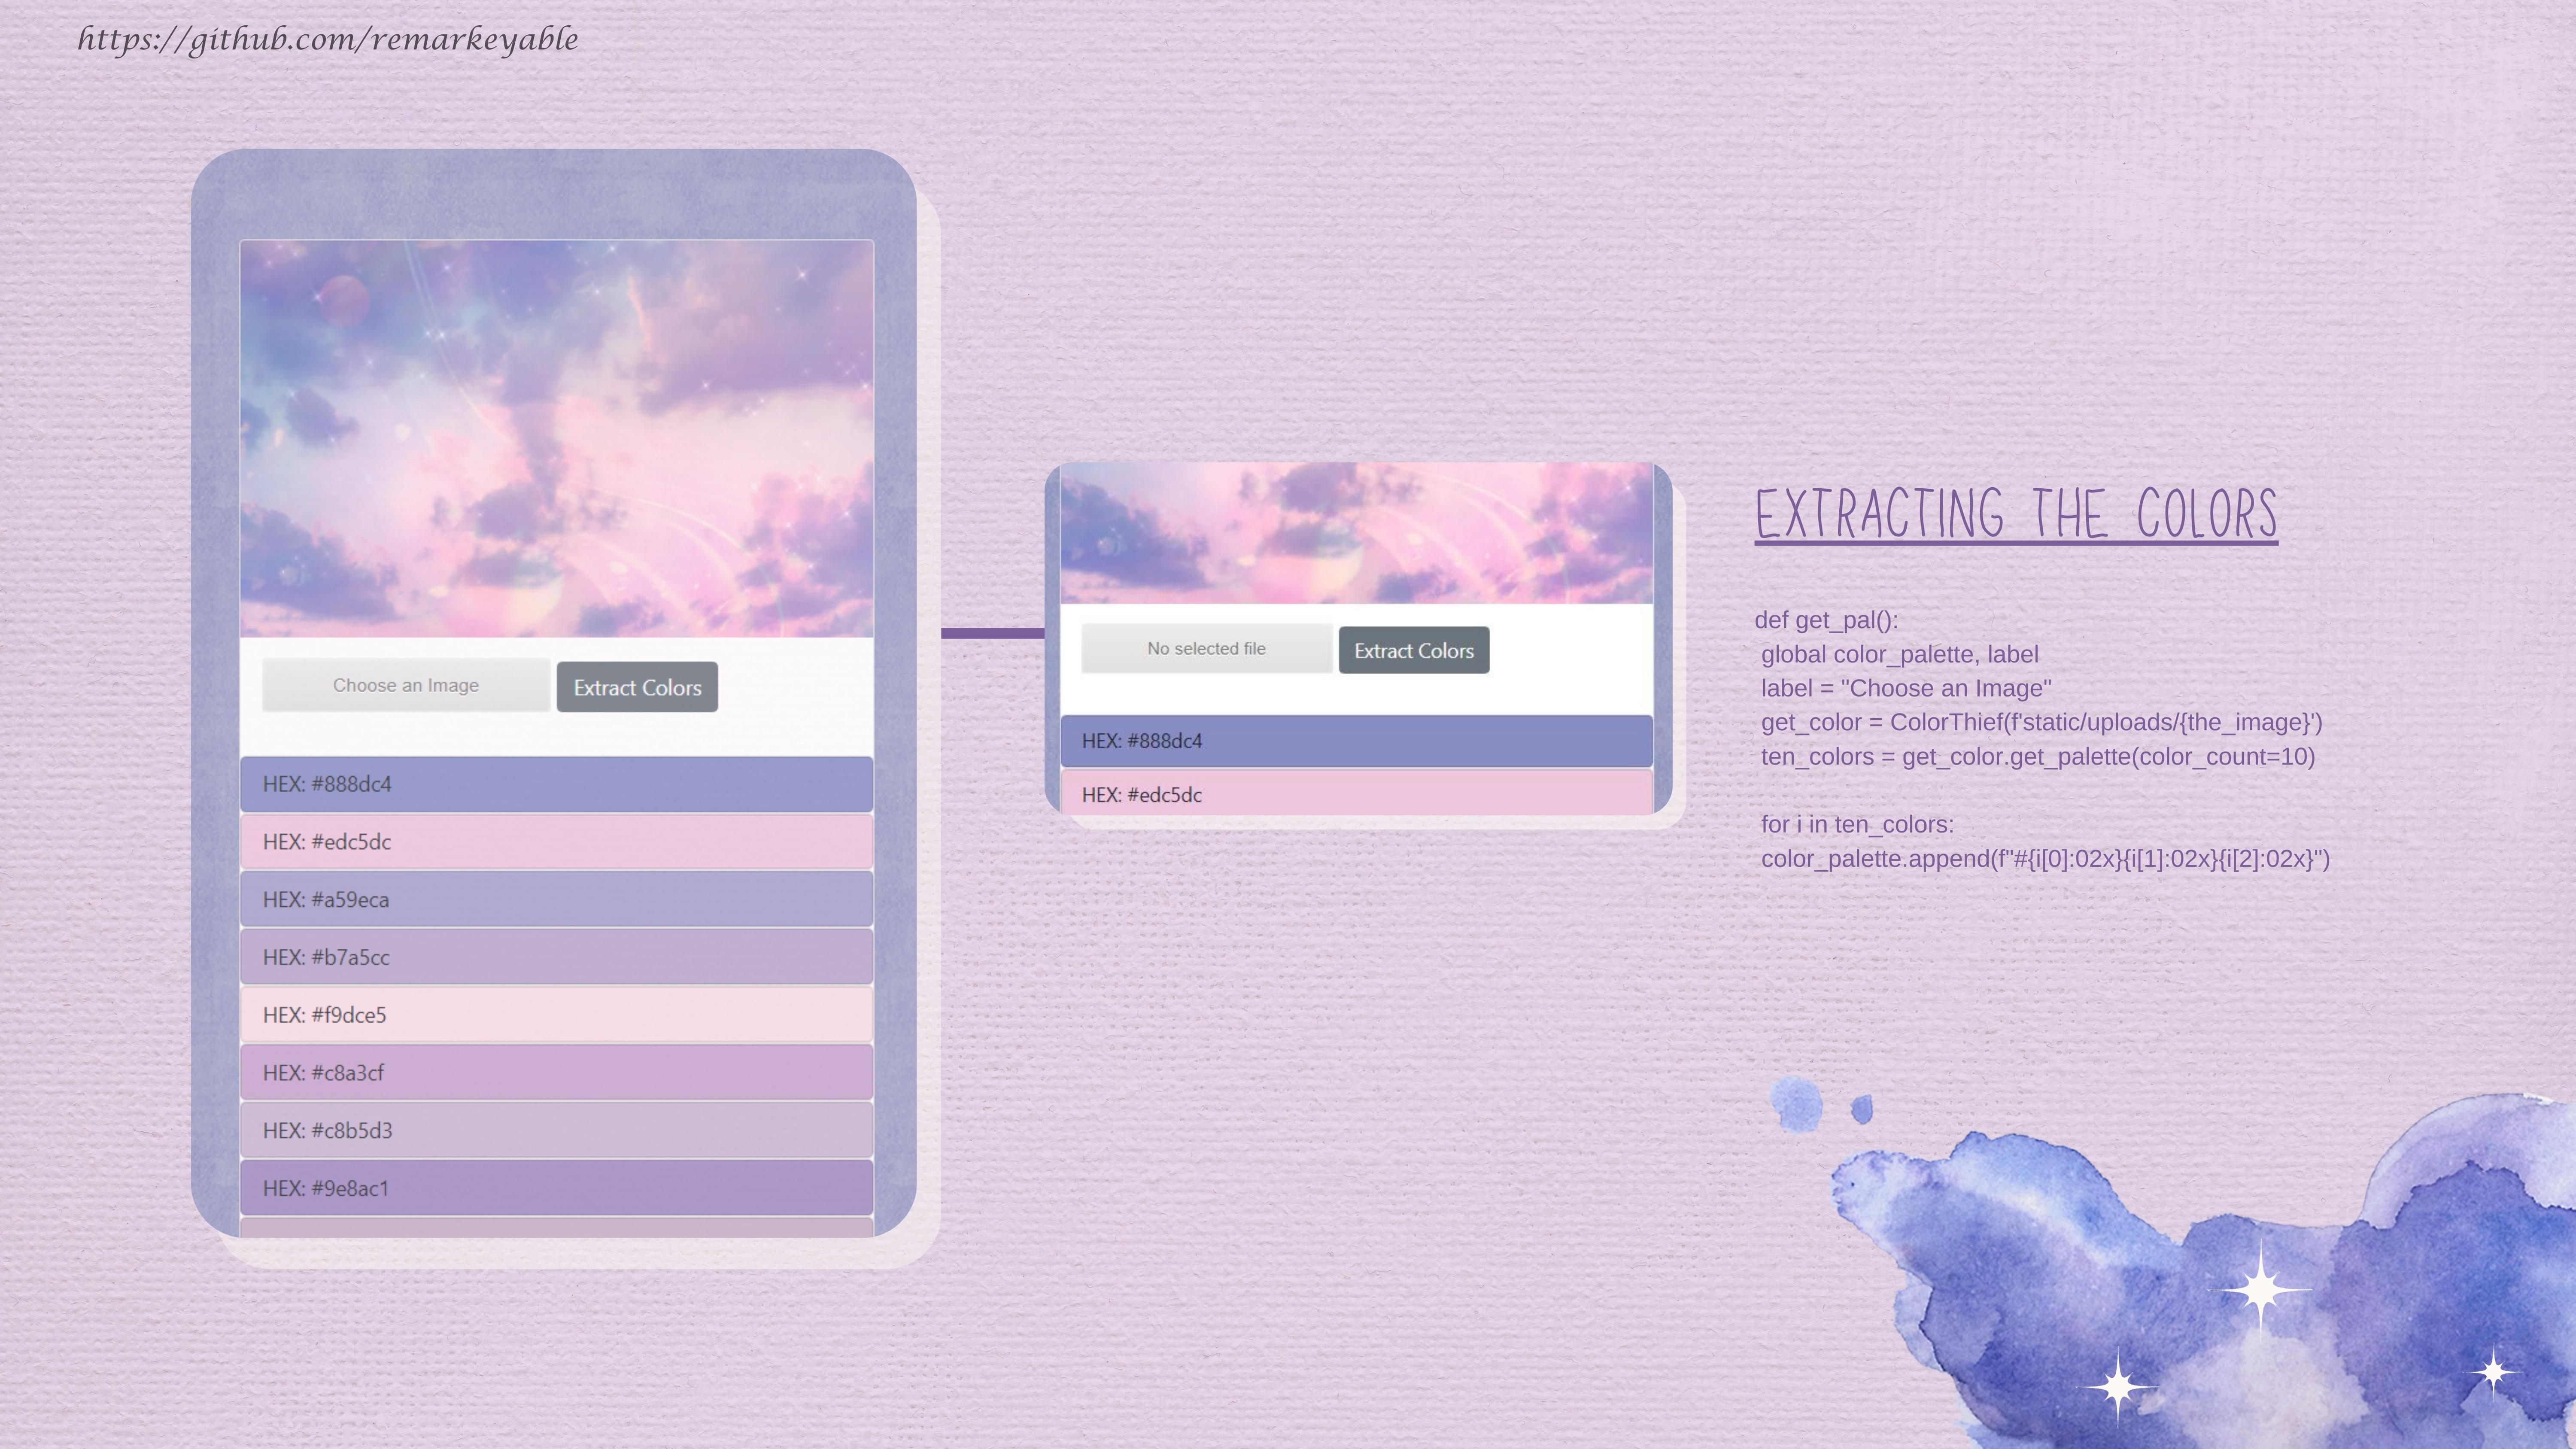 https://github.com/remarkeyable
Choose an Image
Extract Colors
HEX: #888dc4
HEX: #edc5dc
HEX: #a59eca
HEX: #b7a5cc
HEX: #f9dce5
HEX: #c8a3cf
HEX: #c8b5d3
HEX: #9e8ac1
No selected file
Extract Colors
HEX: #888dc4
HEX: #edc5dc
EXTRACTING THE COLORS
def get_pal():
global color_palette, label
label = "Choose an Image"
get_color = ColorThief(f'static/uploads/{the_image}')
ten_colors = get_color.get_palette(color_count=10)
for i in ten_colors:
color_palette.append(f"#{i[0]:02x}{i[1]:02x}{i[2]:02x}")